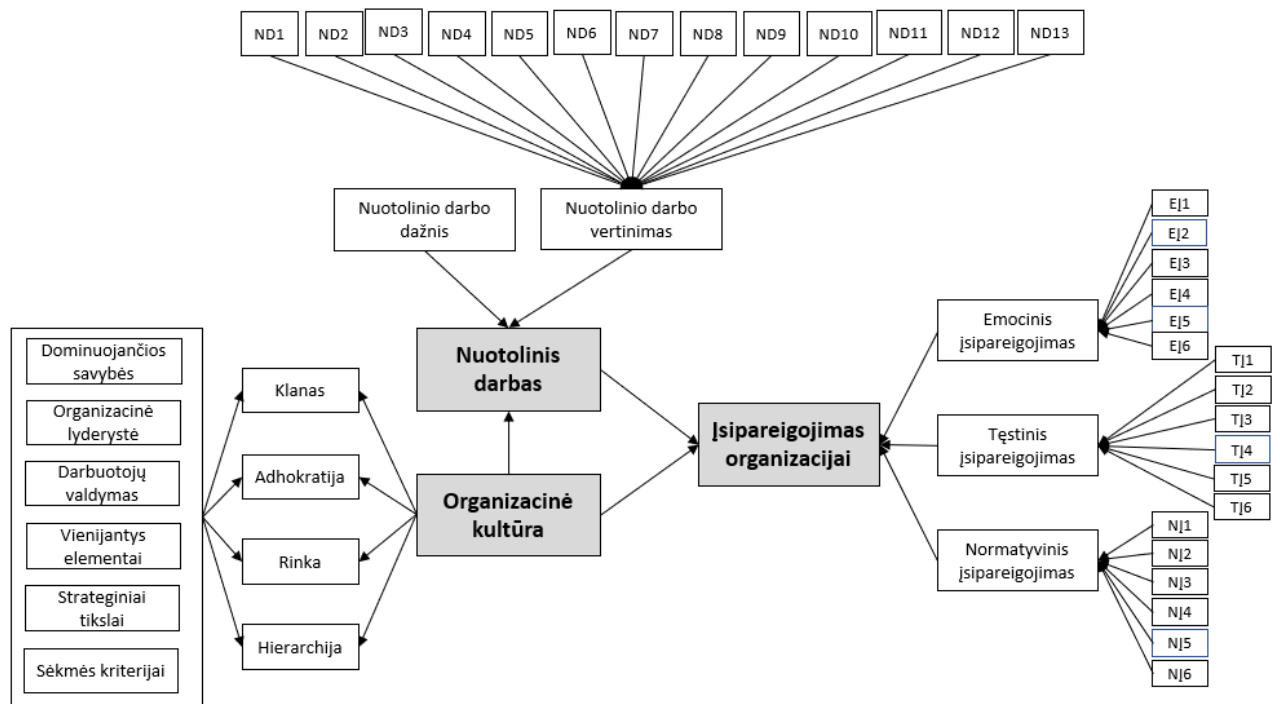 ND1
ND2
ND3
ND4
ND5
ND6
ND7
ND8
ND9
ND10
ND11
ND12
ND13
Nuotolinio darbo
dažnis
Nuotolinio darbo
vertinimas
Nuotolinis
darbas
Organizacinė
kultūra
Įsipareigojimas
organizacijai
Dominuojančios
savybės
Organizacinė
lyderystė
Darbuotojų
valdymas
Vienijantys
elementai
Strateginiai
tikslai
Sėkmės kriterijai
Klanas
Adhokratija
Rinka
Hierarchija
Emocinis
įsipareigojimas
Tęstinis
įsipareigojimas
Normatyvinis
įsipareigojimas
EĮ1
EĮ2
EĮ3
EĮ4
EĮ5
EĮ6
TĮ1
TĮ2
TĮ3
TĮ4
TĮ5
TĮ6
NĮ1
NĮ2
NĮ3
NĮ4
NĮ5
NĮ6